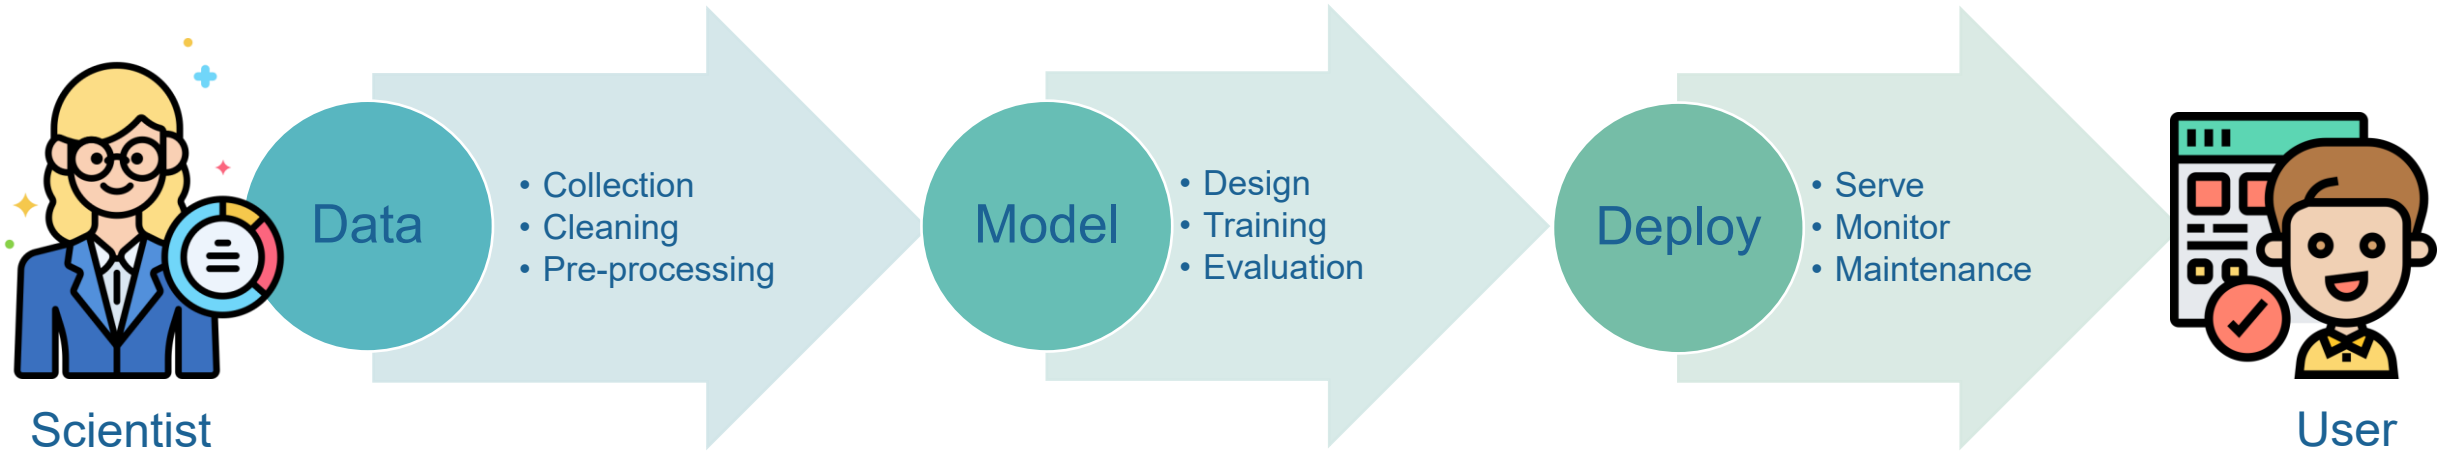 Scientist
Data
• Collection
• Cleaning
• Pre-processing
Model
• Design
• Training
• Evaluation
Deploy
• Serve
• Monitor
• Maintenance
User